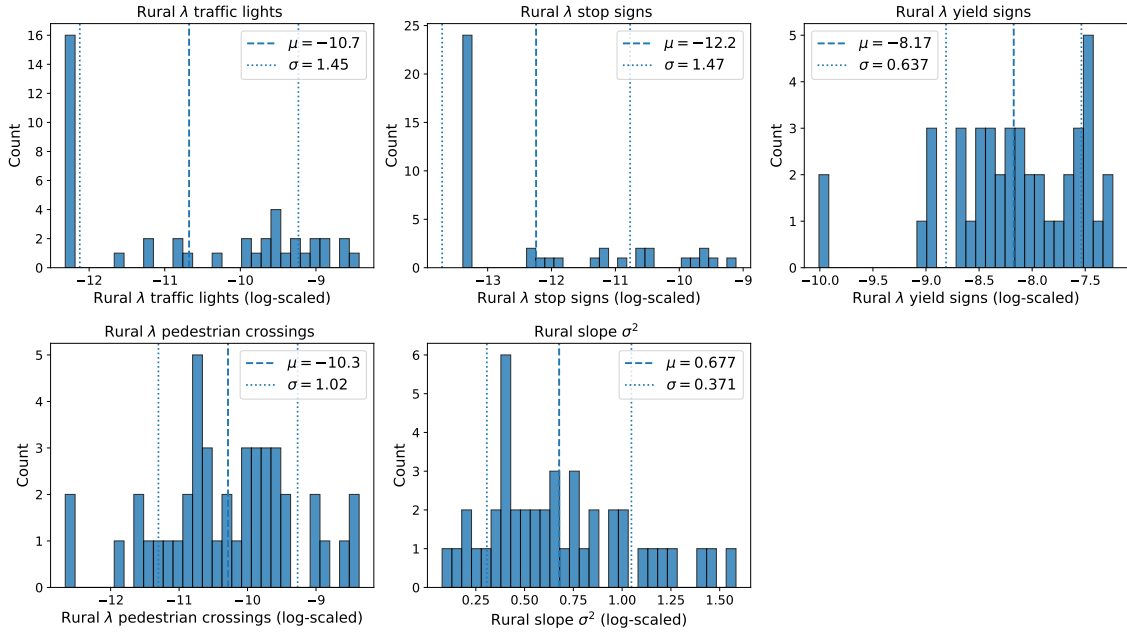 Rural λ traffic lights
Count
16
14
12
10
8
6
4
2
0
μ = −10.7
σ = 1.45
−12
−11
−10
−9
Rural λ traffic lights (log-scaled)
Rural λ stop signs
Count
25
20
15
10
5
0
μ = −12.2
σ = 1.47
−13
−12
−11
−10
−9
Rural λ stop signs (log-scaled)
Rural λ yield signs
Count
5
4
3
2
1
0
μ = −8.17
σ = 0.637
−10.0
−9.5
−9.0
−8.5
−8.0
−7.5
Rural λ yield signs (log-scaled)
Rural λ pedestrian crossings
Count
5
4
3
2
1
0
μ = −10.3
σ = 1.02
−12
−11
−10
−9
Rural λ pedestrian crossings (log-scaled)
Rural slope σ²
Count
6
5
4
3
2
1
0
μ = 0.677
σ = 0.371
0.25
0.50
0.75
1.00
1.25
1.50
Rural slope σ² (log-scaled)